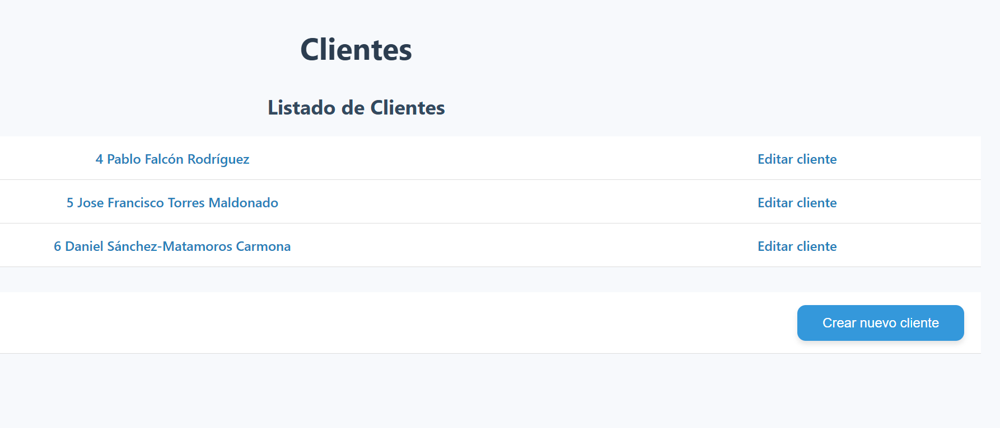 Clientes
Listado de Clientes
4 Pablo Falcón Rodríguez Editar cliente
5 Jose Francisco Torres Maldonado Editar cliente
6 Daniel Sánchez-Matamoros Carmona Editar cliente
Crear nuevo cliente